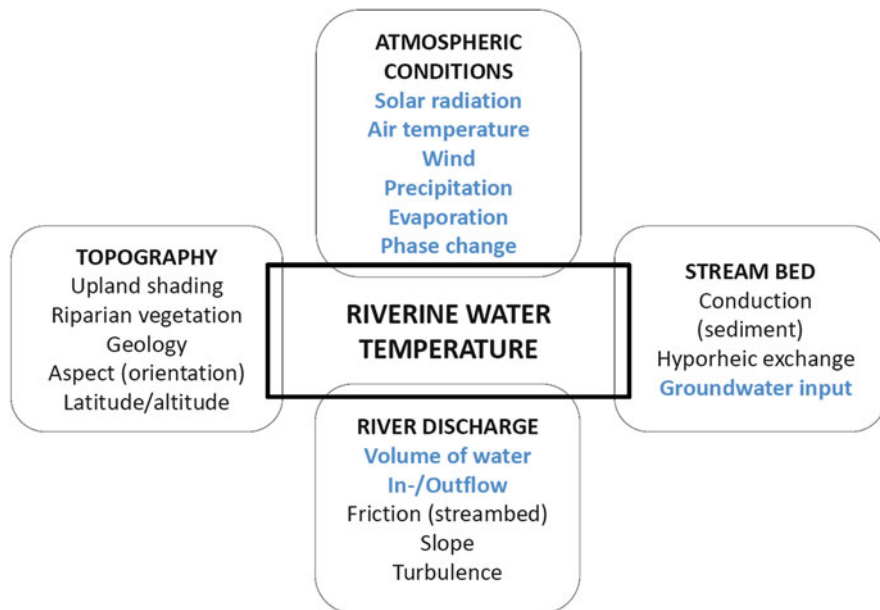 ATMOSPHERIC
CONDITIONS
Solar radiation
Air temperature
Wind
Precipitation
Evaporation
Phase change
TOPOGRAPHY
Upland shading
Riparian vegetation
Geology
Aspect (orientation)
Latitude/altitude
RIVERINE WATER
TEMPERATURE
STREAM BED
Conduction
(sediment)
Hyporheic exchange
Groundwater input
RIVER DISCHARGE
Volume of water
In-/Outflow
Friction (streambed)
Slope
Turbulence